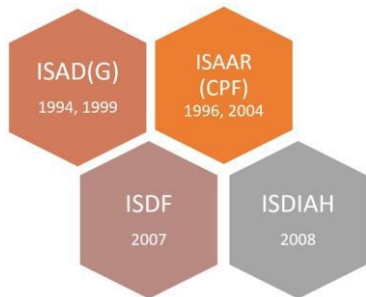 ISAD(G)
1994, 1999
ISAAR
(CPF)
1996, 2004
ISDF
2007
ISDIAH
2008